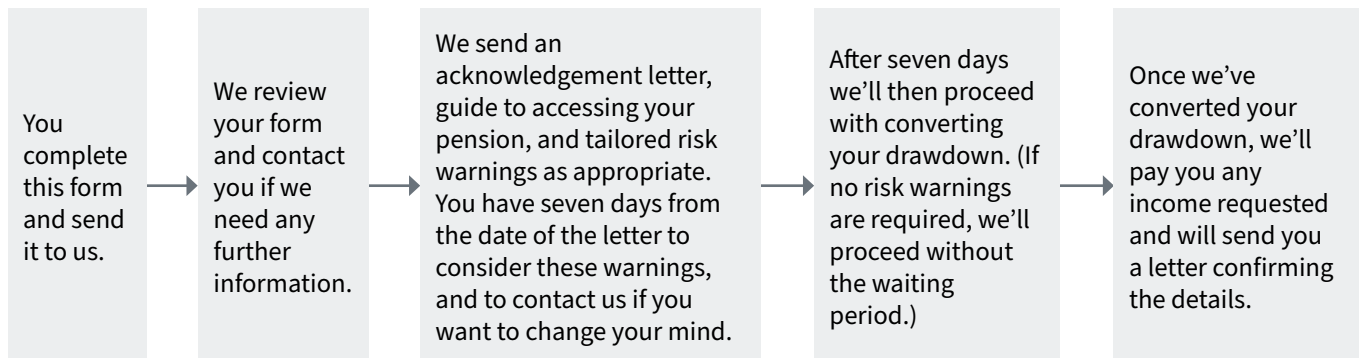 You
complete
this form
and send
it to us.
We review
your form
and contact
you if we
need any
further
information.
We send an
acknowledgement letter,
guide to accessing your
pension, and tailored risk
warnings as appropriate.
You have seven days from
the date of the letter to
consider these warnings,
and to contact us if you
want to change your mind.
After seven days
we’ll then proceed
with converting
your drawdown. (If
no risk warnings
are required, we’ll
proceed without
the waiting
period.)
Once we’ve
converted your
drawdown, we’ll
pay you any
income requested
and will send you
a letter confirming
the details.